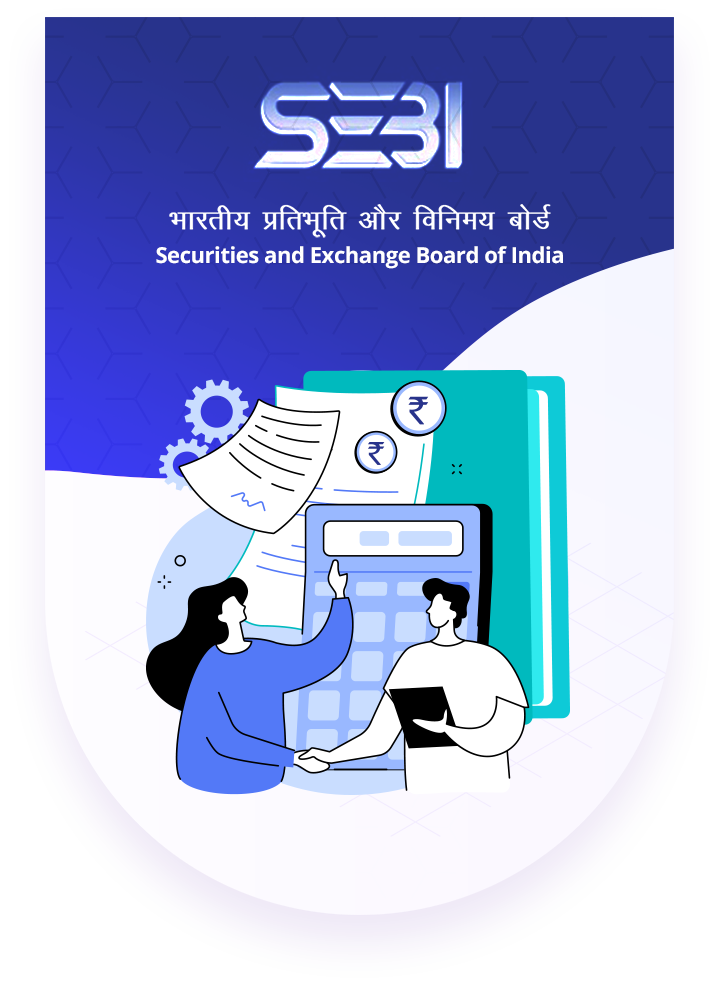 SEBI
भारतीय प्रतिभूति और विनिमय बोर्ड
Securities and Exchange Board of India
₹
₹